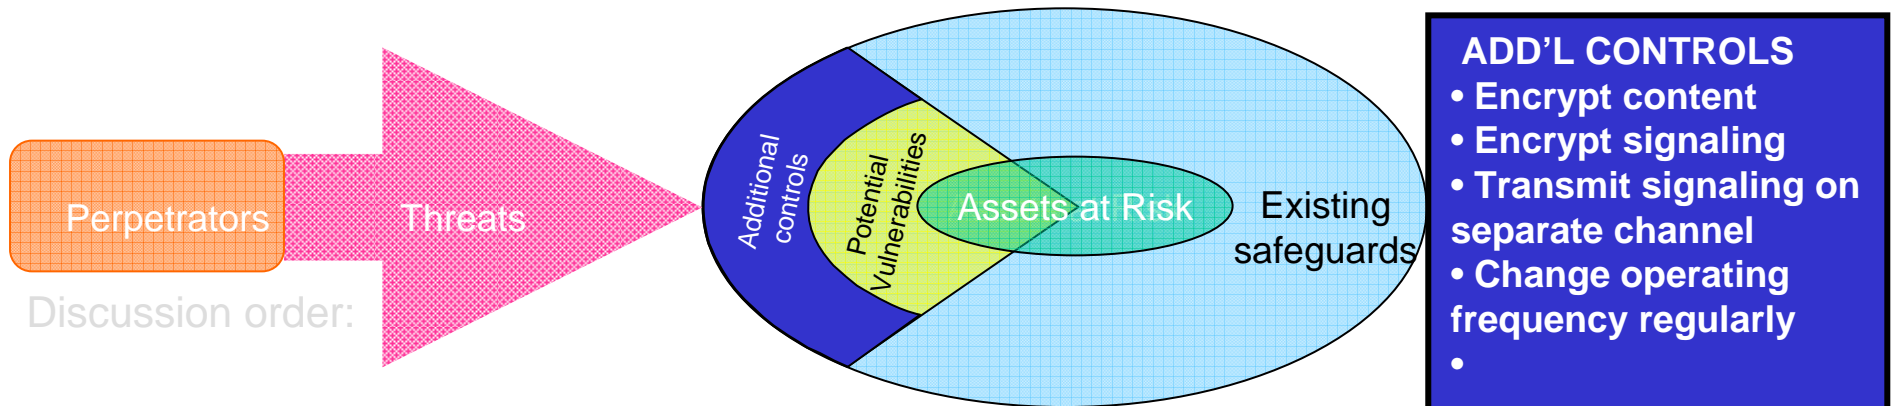 Perpetrators
Threats
Discussion order:
Additional
controls
Potential
Vulnerabilities
Assets at Risk
Existing
safeguards
ADD'L CONTROLS
• Encrypt content
• Encrypt signaling
• Transmit signaling on
separate channel
• Change operating
frequency regularly
•